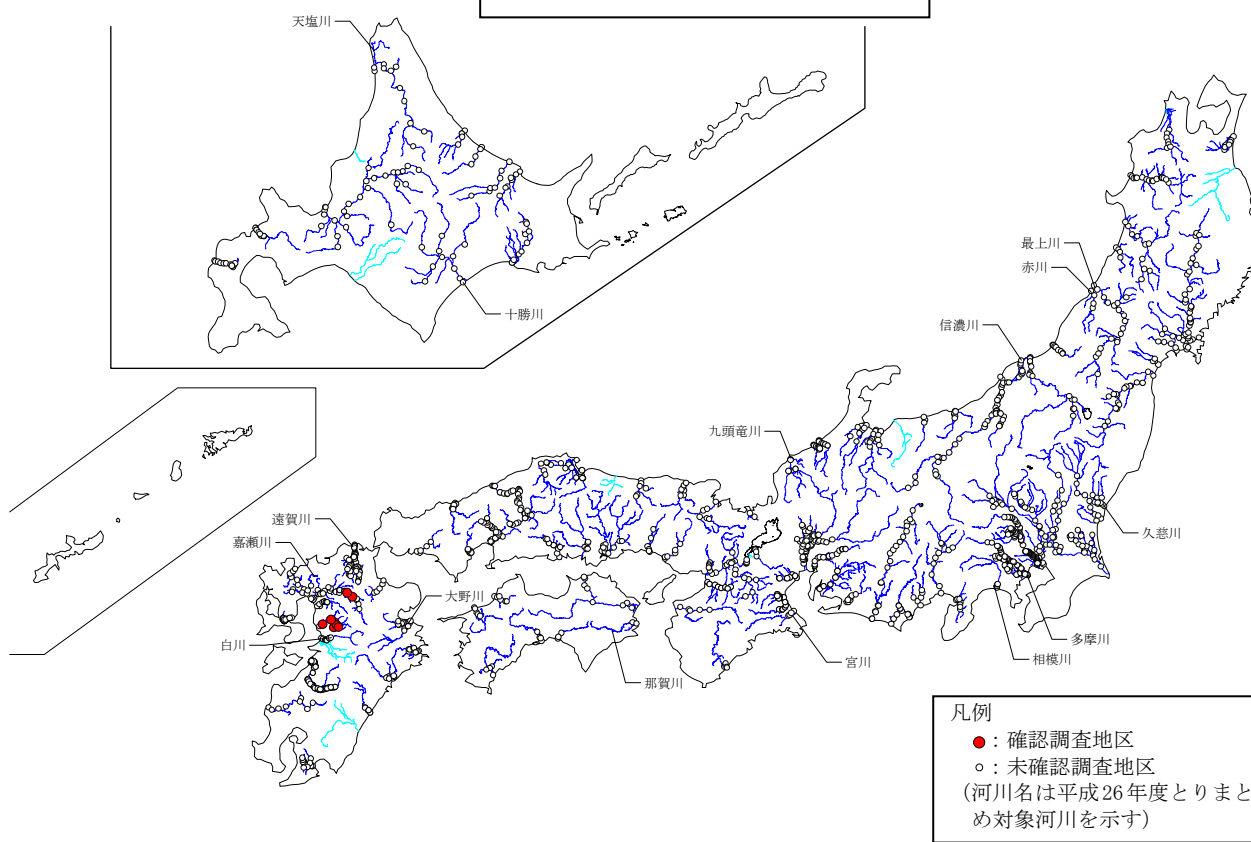 天塩川
十勝川
最上川
赤川
信濃川
九頭竜川
遠賀川
嘉瀬川
大野川
白川
那賀川
宮川
相模川
多摩川
久慈川
凡例
●：確認調査地区
○：未確認調査地区
(河川名は平成26年度とりまと
め対象河川を示す)